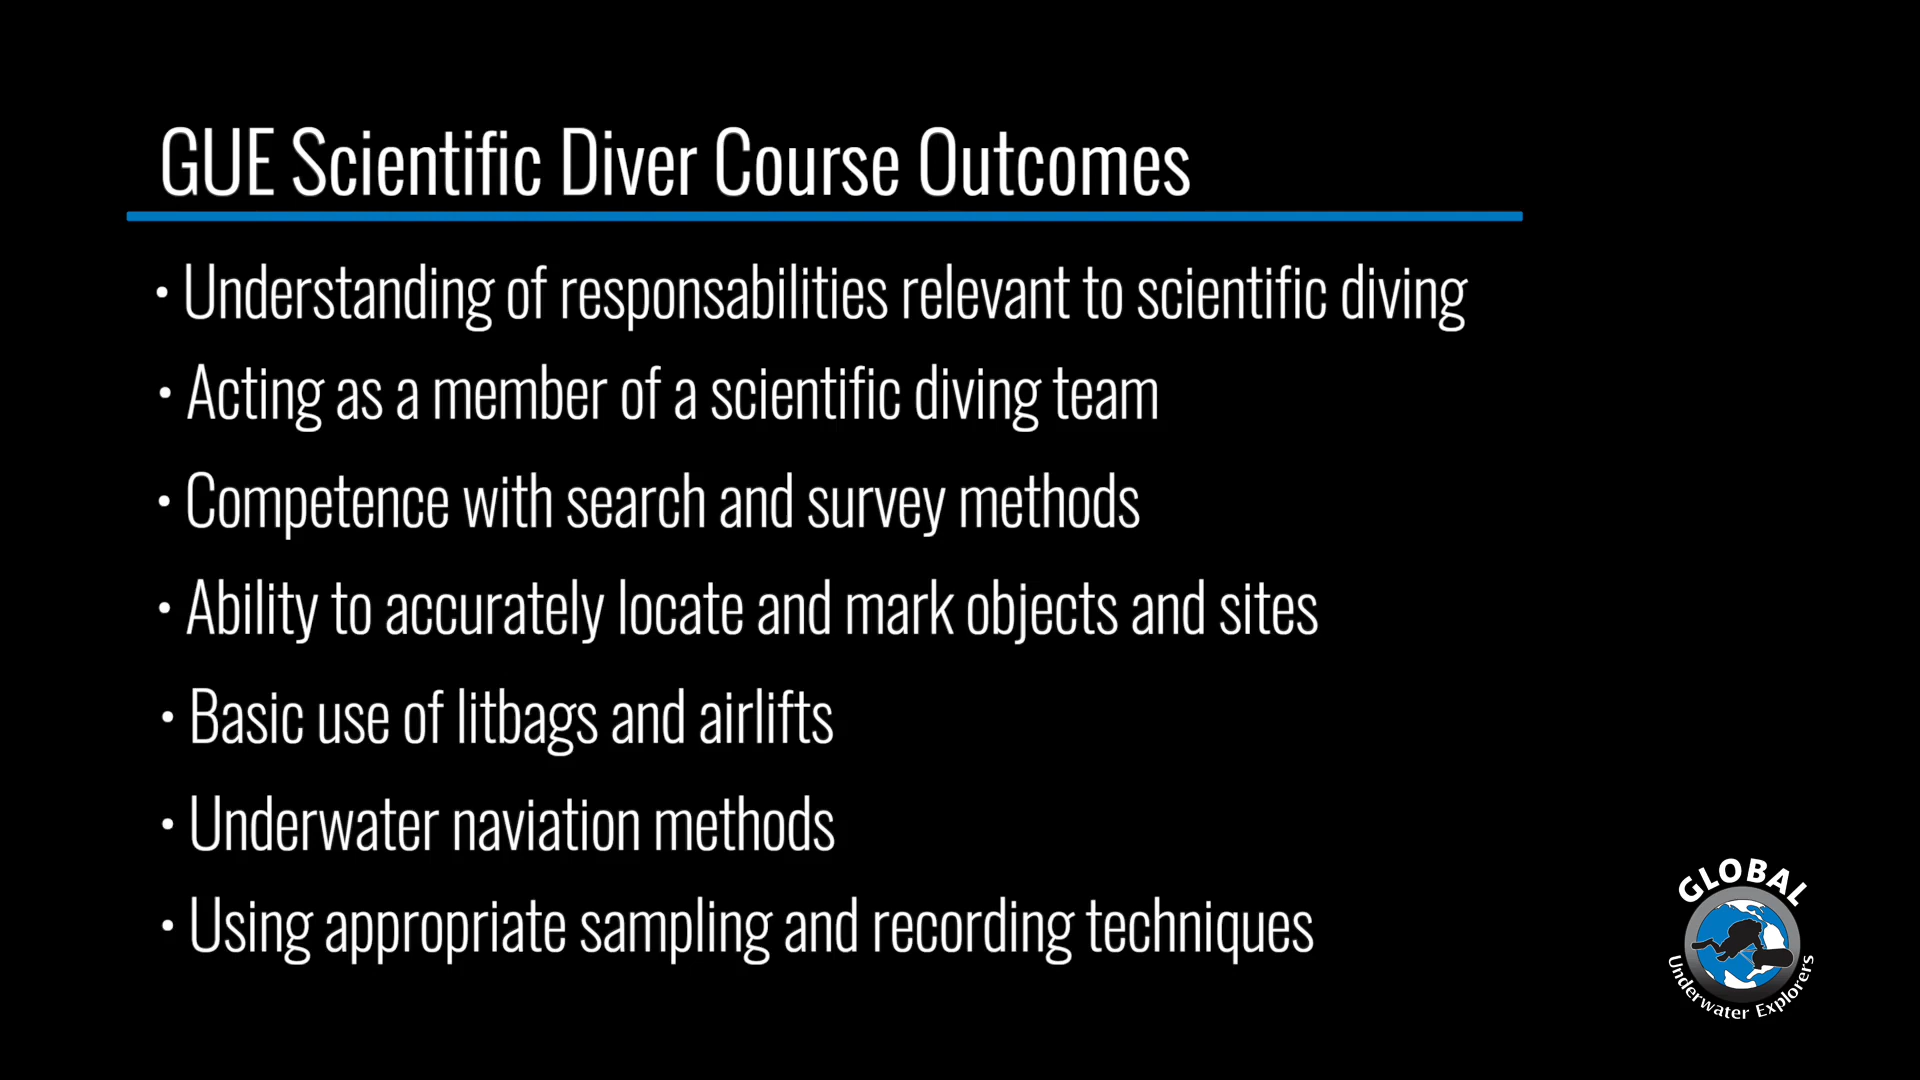 GUE Scientific Diver Course Outcomes
• Understanding of responsabilities relevant to scientific diving
• Acting as a member of a scientific diving team
• Competence with search and survey methods
• Ability to accurately locate and mark objects and sites
• Basic use of litbags and airlifts
• Underwater naviation methods
• Using appropriate sampling and recording techniques
GLOBAL
Underwater Explorers